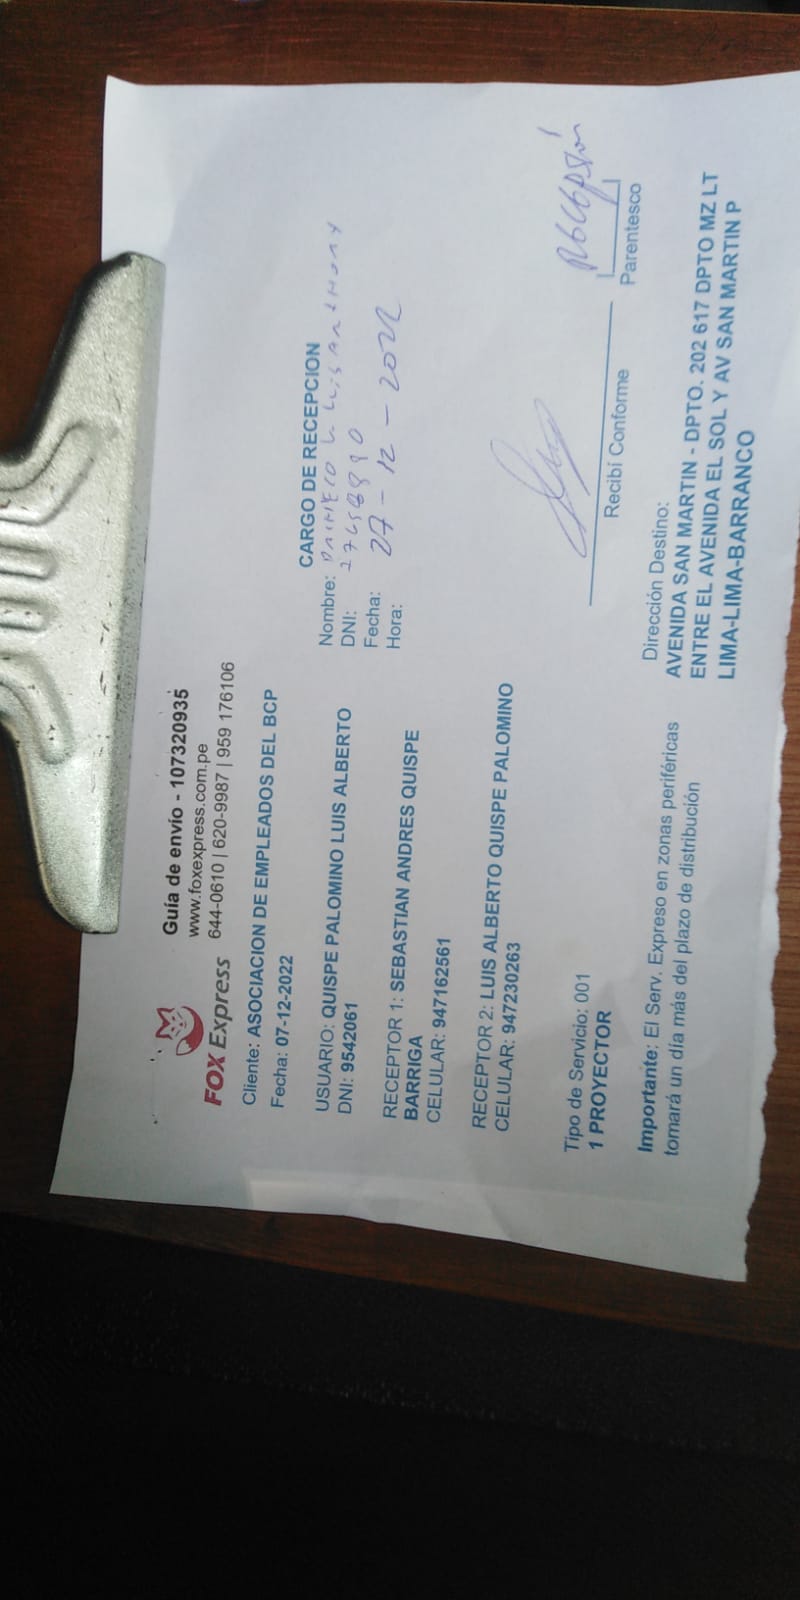 FOX Express
Guía de envío - 107320935
www.foxexpress.com.pe
644-0610 | 620-9987 | 959 176106
Cliente: ASOCIACION DE EMPLEADOS DEL BCP
Fecha: 07-12-2022
USUARIO: QUISPE PALOMINO LUIS ALBERTO
DNI: 9542061
RECEPTOR 1: SEBASTIAN ANDRES QUISPE
BARRIGA
CELULAR: 947162561
RECEPTOR 2: LUIS ALBERTO QUISPE PALOMINO
CELULAR: 947230263
Tipo de Servicio: 001
1 PROYECTOR
Importante: El Serv. Expreso en zonas periféricas
tomará un día más del plazo de distribución
CARGO DE RECEPCION
Nombre: Luis Anthony
DNI:
Fecha: 27-12-2022
Hora:
Recibí Conforme
Recepción
Parentesco
Dirección Destino:
AVENIDA SAN MARTIN - DPTO. 202 617 DPTO MZ LT
ENTRE EL AVENIDA EL SOL Y AV SAN MARTIN P
LIMA-LIMA-BARRANCO